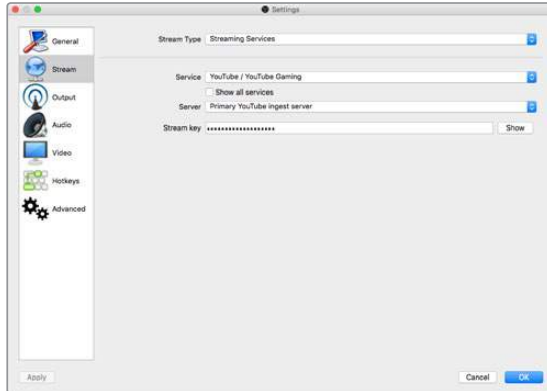 Settings
General
Stream
Output
Audio
Video
Hotkeys
Advanced
Stream Type Streaming Services
Service YouTube / YouTube Gaming
Show all services
Server Primary YouTube ingest server
Stream key •••••••••••••••••••
Show
Apply
Cancel
OK